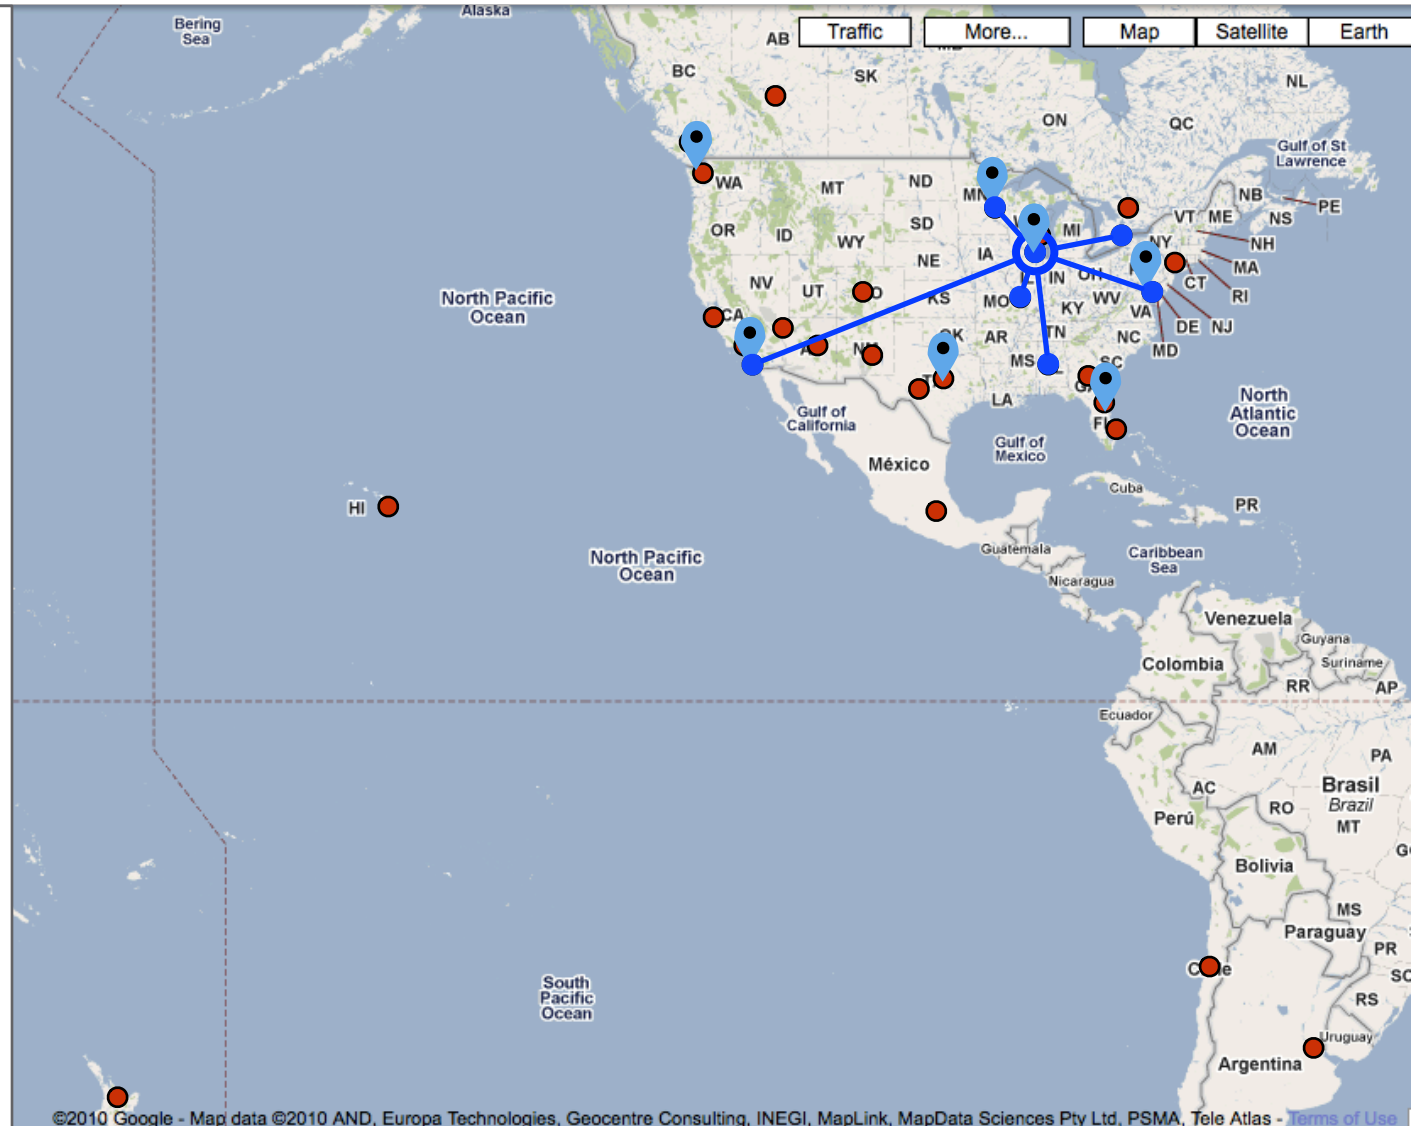 Alaska
Bering
Sea
AB
Traffic
More...
Map
Satellite
Earth
BC
SK
NL
ON
QC
Gulf of St
Lawrence
WA
MT
ND
MN
NB
PE
VT
ME
NS
OR
ID
SD
MI
NY
NH
WY
IA
MA
NE
OH
IN
NV
UT
CT
RI
North Pacific
Ocean
KS
MO
WV
KY
VA
CA
DE
NJ
OK
AR
TN
NC
MD
MS
SC
LA
North
Atlantic
Ocean
Gulf of
California
FL
Gulf of
Mexico
México
Cuba
HI
PR
North Pacific
Ocean
Guatemala
Caribbean
Sea
Nicaragua
Venezuela
Guyana
Colombia
Suriname
RR
AP
Ecuador
AM
PA
AC
Brasil
Brazil
RO
Perú
MT
Bolivia
MS
Paraguay
PR
Chile
South
Pacific
Ocean
RS
Uruguay
Argentina
©2010 Google - Map data ©2010 AND, Europa Technologies, Geocentre Consulting, INEGI, MapLink, MapData Sciences Pty Ltd, PSMA, Tele Atlas - Terms of Use